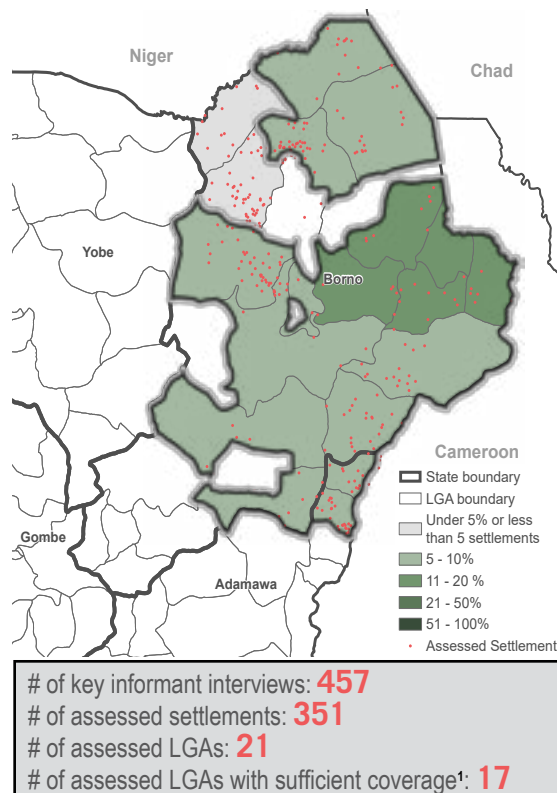 Niger
Chad
Yobe
Borno
Cameroon
State boundary
LGA boundary
Under 5% or less
than 5 settlements
5 - 10%
11 - 20 %
21 - 50%
51 - 100%
Assessed Settlement
Gombe
Adamawa
# of key informant interviews: 457
# of assessed settlements: 351
# of assessed LGAs: 21
# of assessed LGAs with sufficient coverage¹: 17